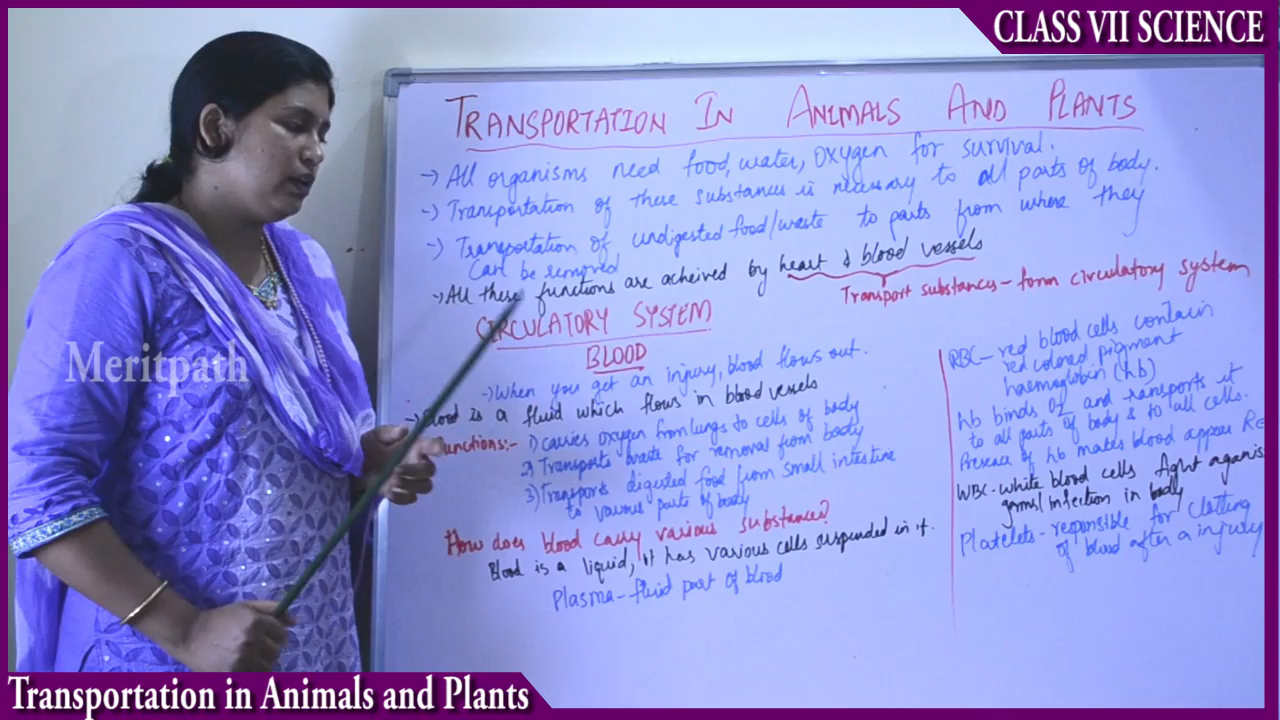 CLASS VII SCIENCE
TRANSPORTATION IN ANIMALS AND PLANTS
-> All organisms need food, water, oxygen for survival.
-> Transportation of these substances is necessary to all parts of body.
-> Transportation of undigested food/waste to parts from where they
can be removed
-> All these functions are acheived by heart & blood vessels
Transport substances - form circulatory system
CIRCULATORY SYSTEM
BLOOD
-> When you get an injury, blood flows out.
-> Blood is a fluid which flows in blood vessels
Functions:- 1) carries oxygen from lungs to cells of body
2) Transports waste for removal from body
3) Transports digested food from small intestine
to various parts of body
How does blood carry various substance?
Blood is a liquid, it has various cells suspended in it.
Plasma - fluid part of blood
RBC - red blood cells contain
red colored pigment
haemoglobin (hb)
hb binds O2 and transports it
to all parts of body & to all cells.
Presence of hb makes blood appear RE
WBC - white blood cells fight aganis
germs/infection in body
Platelets - reponsible for clotting
of blood after a injury
Meritpath
Transportation in Animals and Plants